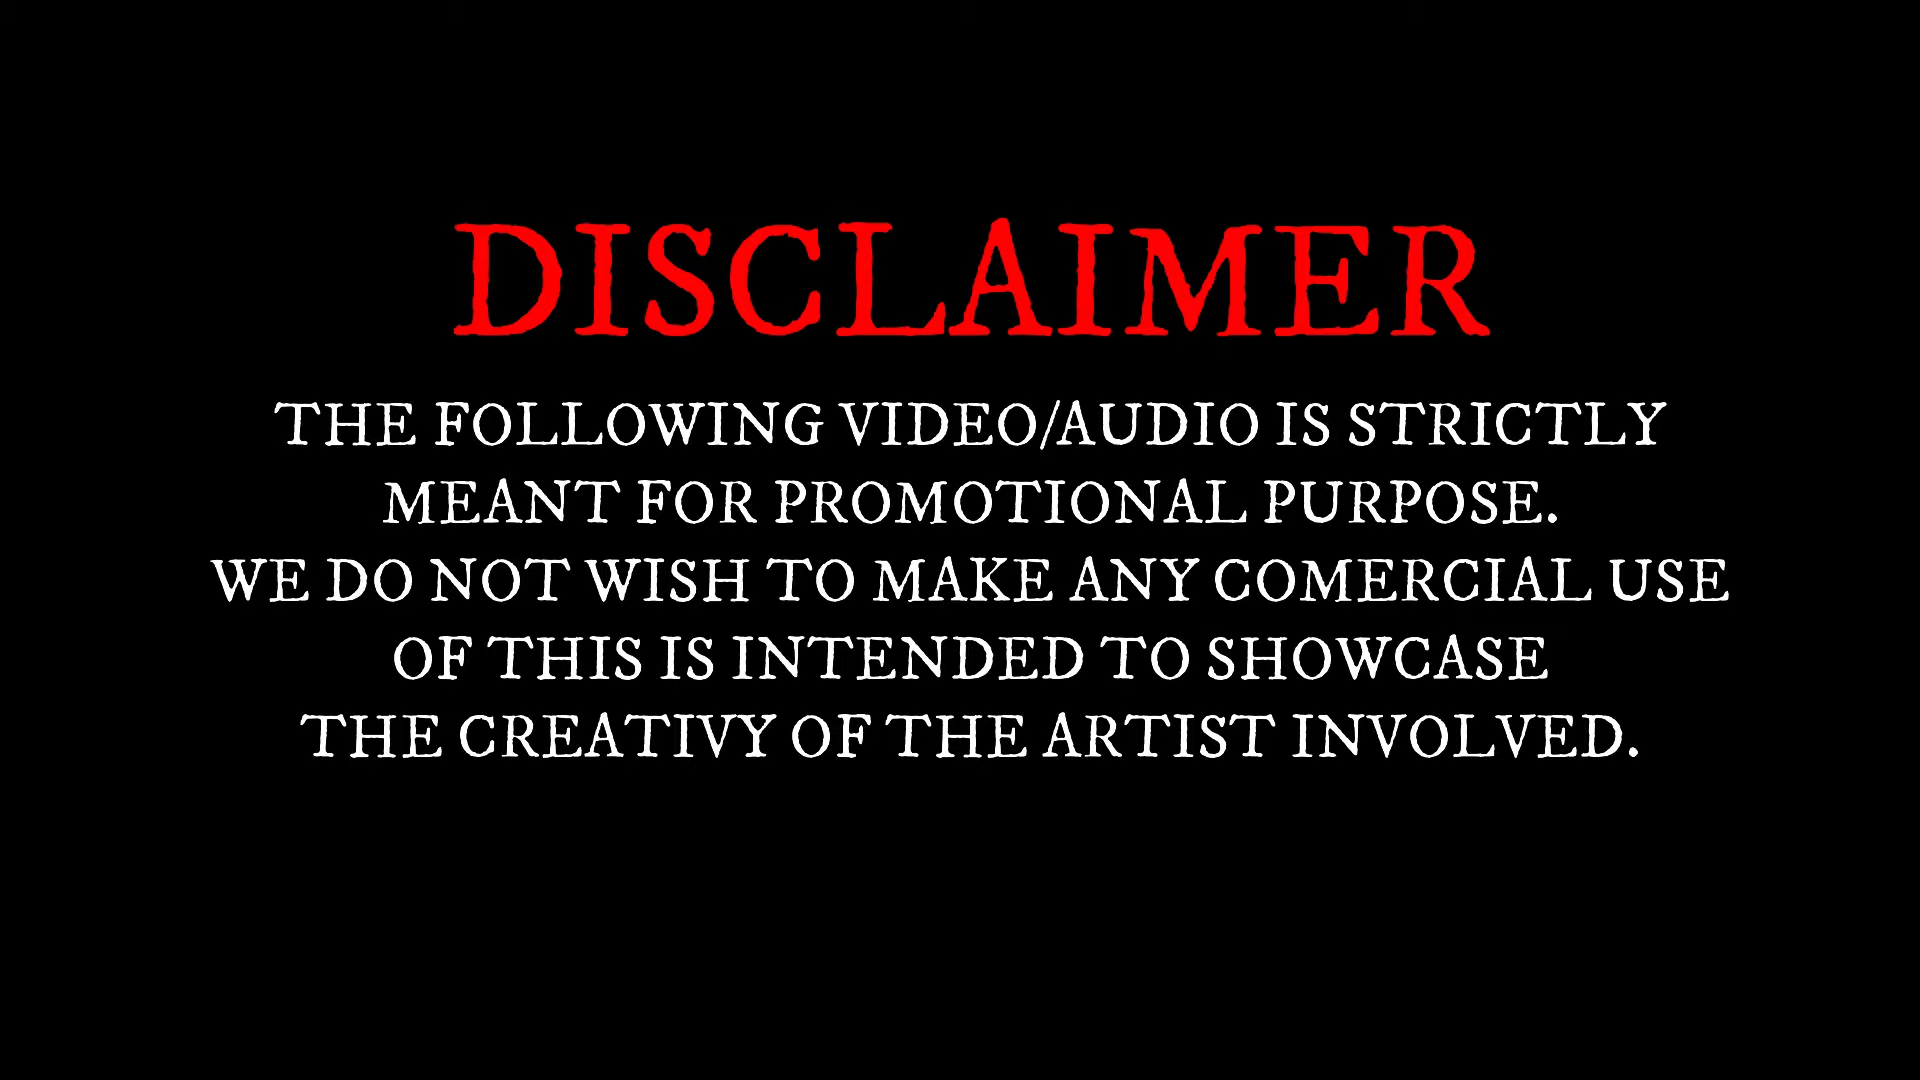 DISCLAIMER
THE FOLLOWING VIDEO/AUDIO IS STRICTLY
MEANT FOR PROMOTIONAL PURPOSE.
WE DO NOT WISH TO MAKE ANY COMERCIAL USE
OF THIS IS INTENDED TO SHOWCASE
THE CREATIVY OF THE ARTIST INVOLVED.